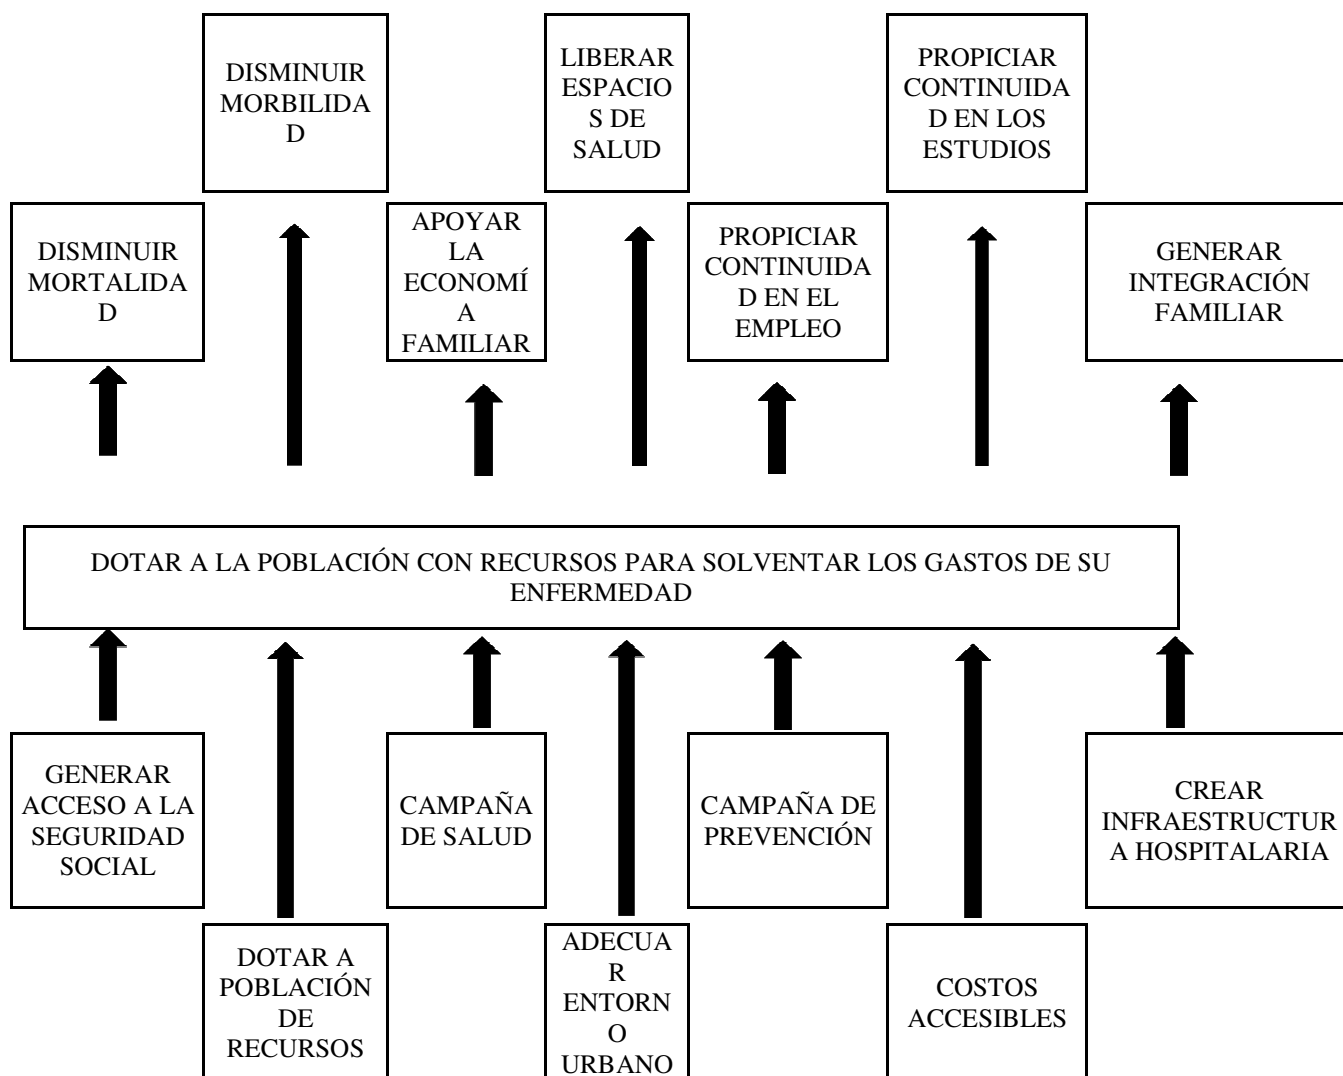 DISMINUIR
MORBILIDA
D
LIBERAR
ESPACIO
S DE
SALUD
PROPICIAR
CONTINUIDA
D EN LOS
ESTUDIOS
DISMINUIR
MORTALIDA
D
APOYAR
LA
ECONOMÍ
A
FAMILIAR
PROPICIAR
CONTINUIDA
D EN EL
EMPLEO
GENERAR
INTEGRACIÓN
FAMILIAR
DOTAR A LA POBLACIÓN CON RECURSOS PARA SOLVENTAR LOS GASTOS DE SU
ENFERMEDAD
GENERAR
ACCESO A LA
SEGURIDAD
SOCIAL
CAMPAÑA
DE SALUD
CAMPAÑA DE
PREVENCIÓN
CREAR
INFRAESTRUCTUR
A HOSPITALARIA
DOTAR A
POBLACIÓN
DE
RECURSOS
ADECUA
R
ENTORN
O
URBANO
COSTOS
ACCESIBLES